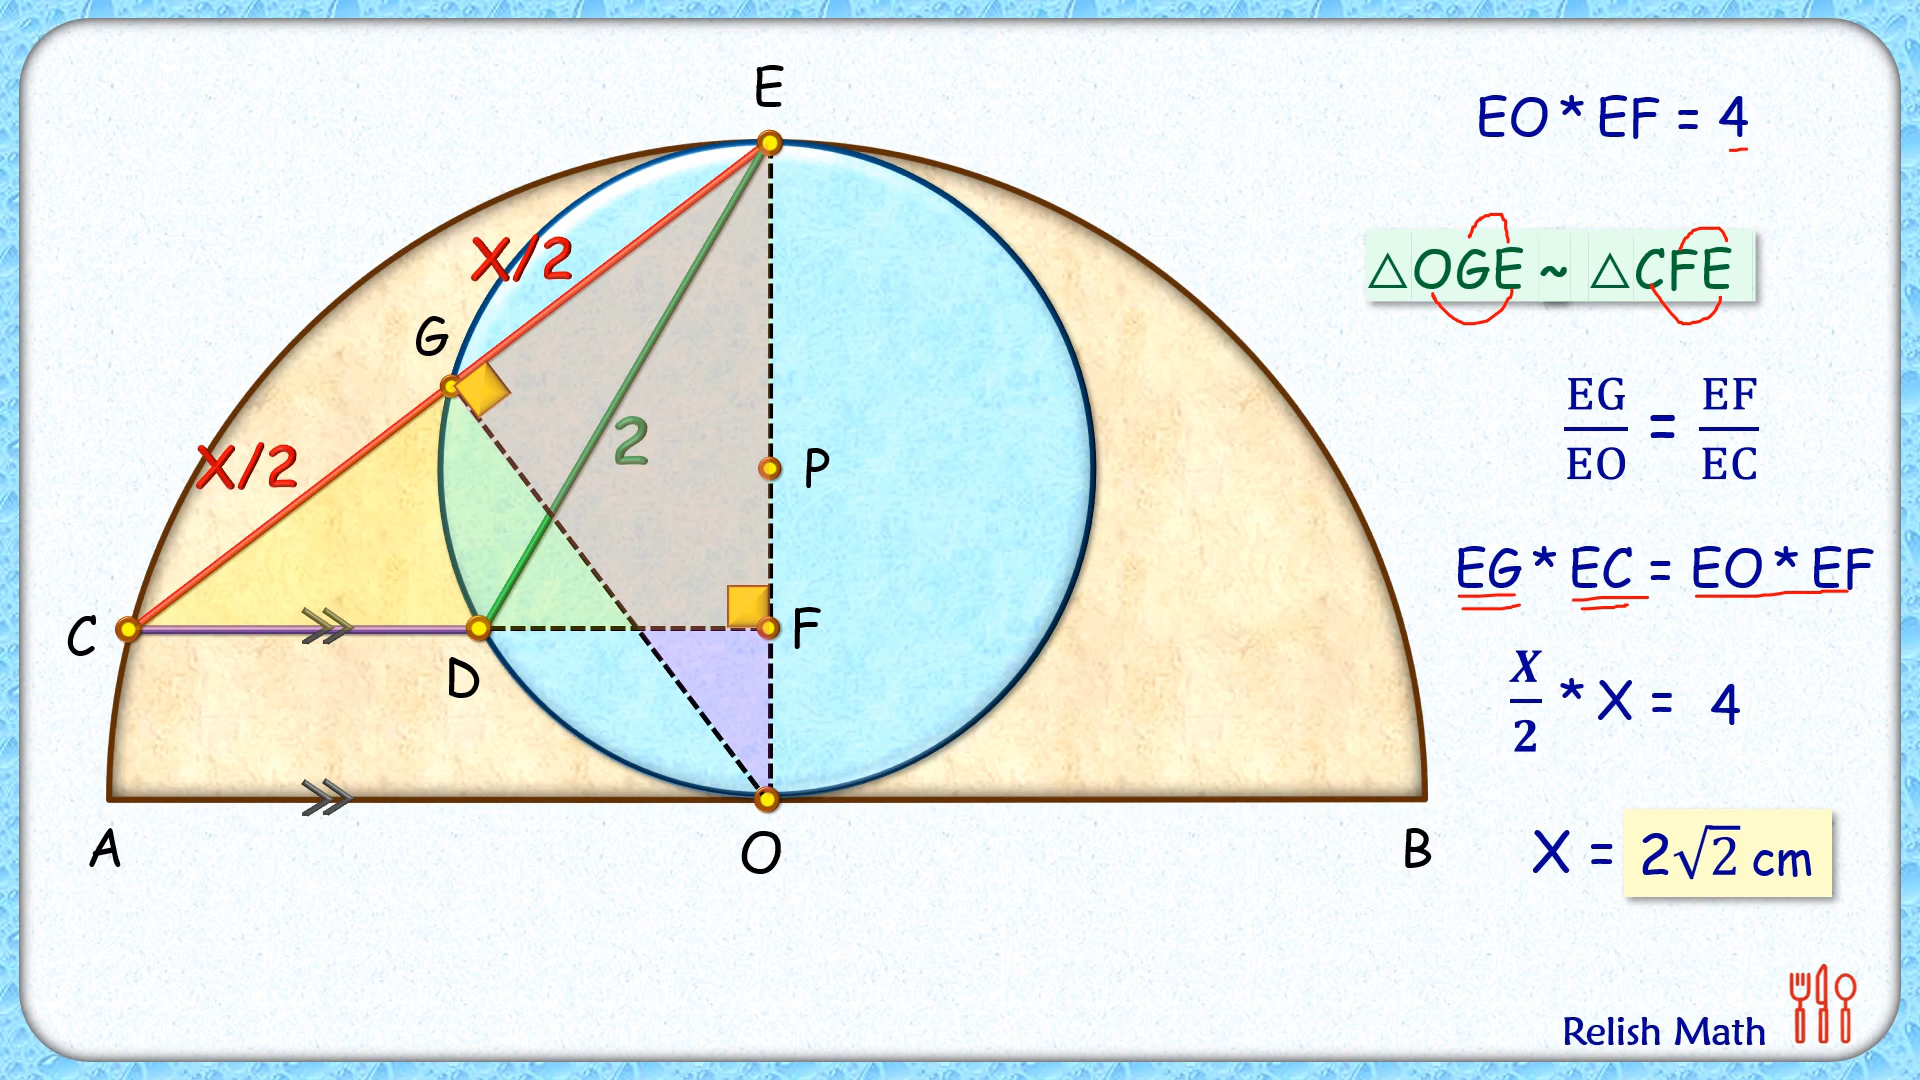 E
EO * EF = 4
X/2
△OGE ~ △CFE
G
EG/EO = EF/EC
2
X/2
P
EG * EC = EO * EF
C
D
F
X/2 * X = 4
A
O
B
X = 2√2 cm
Relish Math